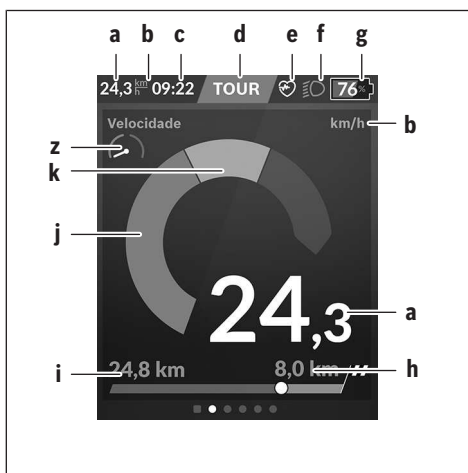 a b c d e f g
24,3 km/h 09:22 TOUR 76%
Velocidade km/h b
z
k
j
24,3 a
i 24,8 km 8,0 km h